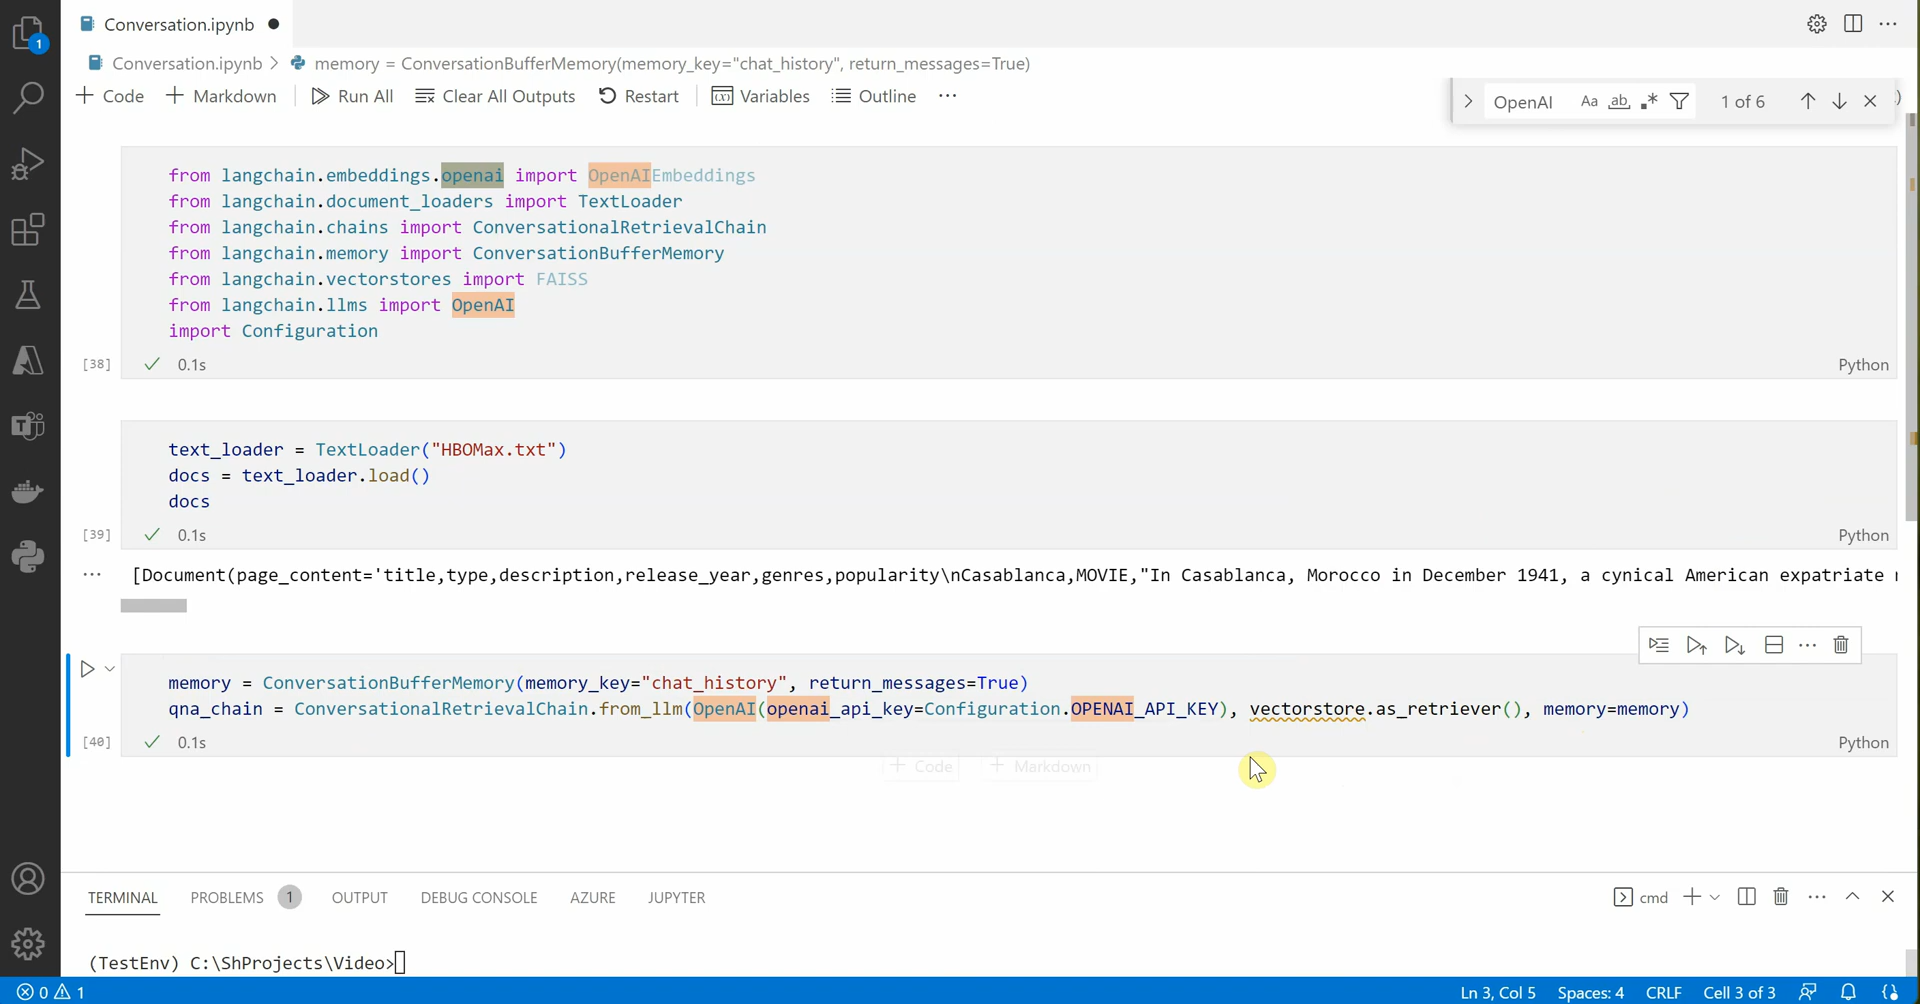 1
Conversation.ipynb
Conversation.ipynb > memory = ConversationBufferMemory(memory_key="chat_history", return_messages=True)
+ Code + Markdown Run All Clear All Outputs Restart Variables Outline ...
OpenAI Aa ab .* 1 of 6
from langchain.embeddings.openai import OpenAIEmbeddings
from langchain.document_loaders import TextLoader
from langchain.chains import ConversationalRetrievalChain
from langchain.memory import ConversationBufferMemory
from langchain.vectorstores import FAISS
from langchain.llms import OpenAI
import Configuration
[38] 0.1s Python
text_loader = TextLoader("HBOMax.txt")
docs = text_loader.load()
docs
[39] 0.1s Python
... [Document(page_content='title,type,description,release_year,genres,popularity\nCasablanca,MOVIE,"In Casablanca, Morocco in December 1941, a cynical American expatriate
memory = ConversationBufferMemory(memory_key="chat_history", return_messages=True)
qna_chain = ConversationalRetrievalChain.from_llm(OpenAI(openai_api_key=Configuration.OPENAI_API_KEY), vectorstore.as_retriever(), memory=memory)
[40] 0.1s Python
+ Code + Markdown
TERMINAL PROBLEMS 1 OUTPUT DEBUG CONSOLE AZURE JUPYTER cmd
(TestEnv) C:\ShProjects\Video>
0 1 Ln 3, Col 5 Spaces: 4 CRLF Cell 3 of 3